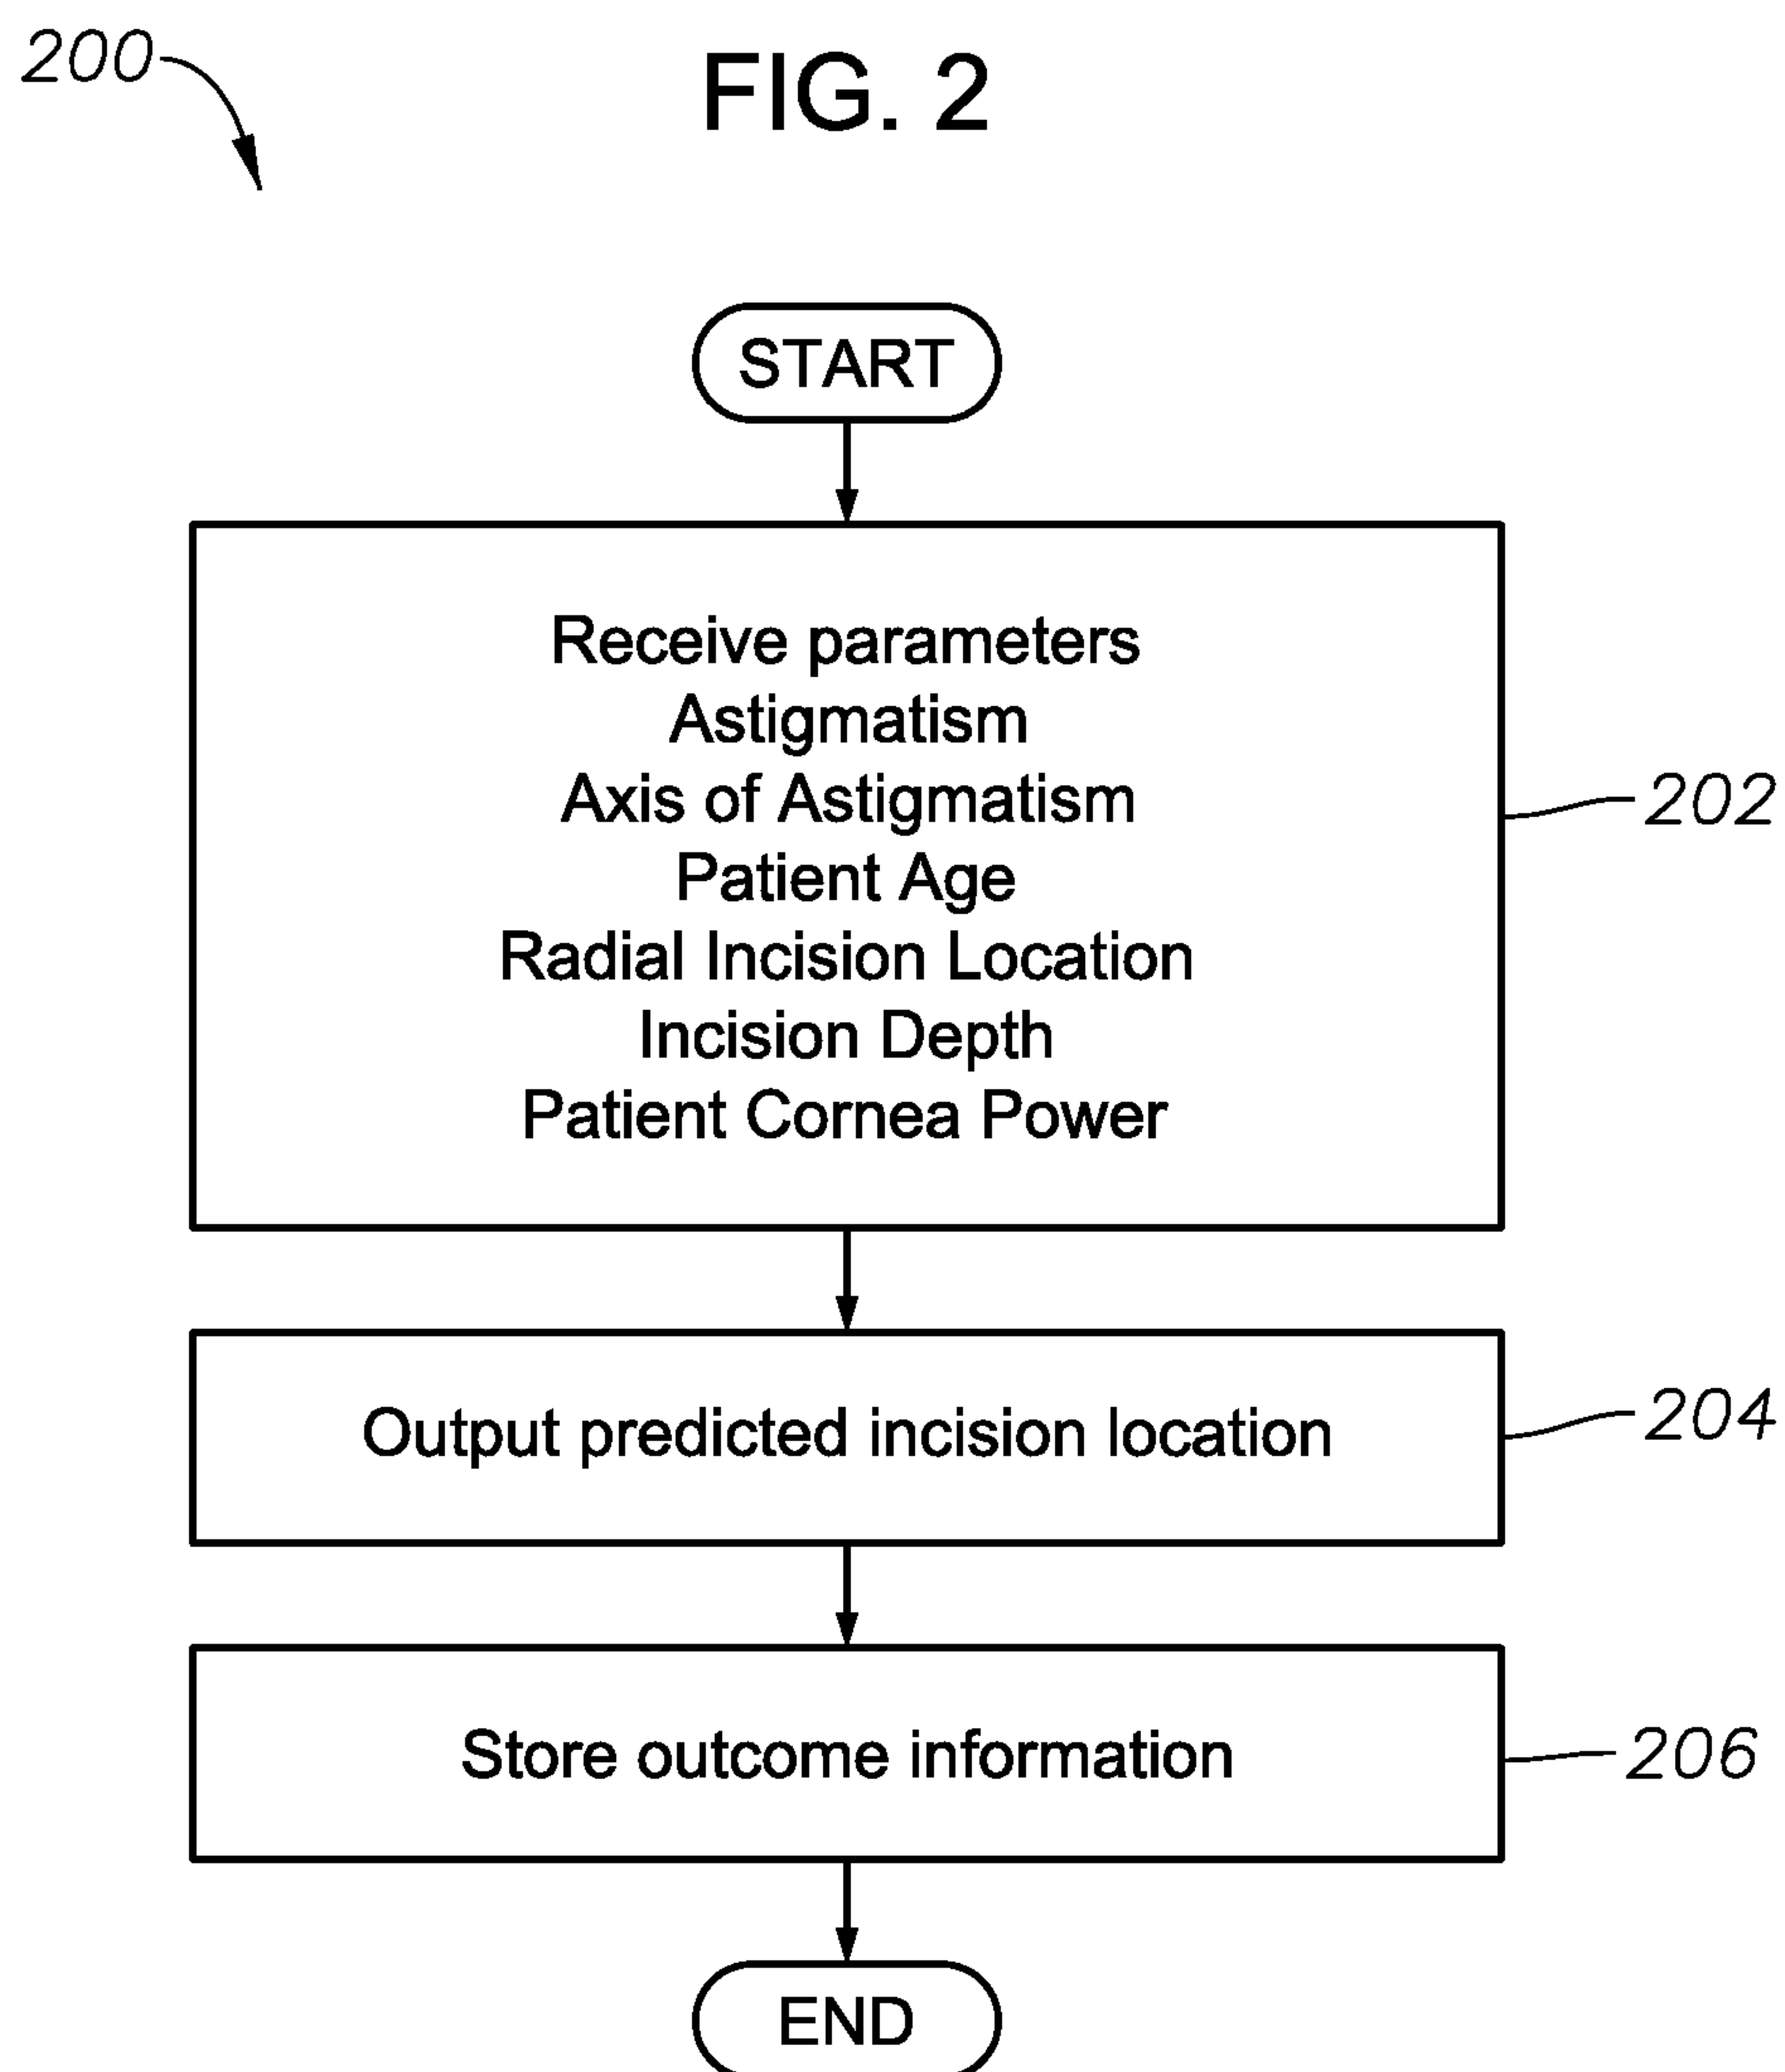 200
FIG. 2
START
Receive parameters
Astigmatism
Axis of Astigmatism
Patient Age
Radial Incision Location
Incision Depth
Patient Cornea Power
202
Output predicted incision location
204
Store outcome information
206
END